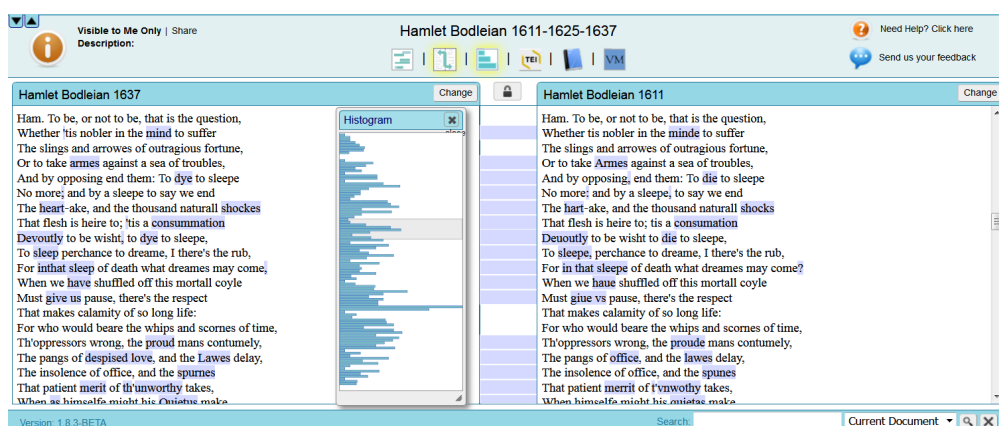 Visible to Me Only | Share
Description:
Hamlet Bodleian 1611-1625-1637
| | | TEI | | VM
Need Help? Click here
Send us your feedback
Hamlet Bodleian 1637
Change
Ham. To be, or not to be, that is the question,
Whether 'tis nobler in the mind to suffer
The slings and arrowes of outragious fortune,
Or to take armes against a sea of troubles,
And by opposing end them: To dye to sleepe
No more; and by a sleepe to say we end
The heart-ake, and the thousand naturall shockes
That flesh is heire to; 'tis a consummation
Devoutly to be wisht, to dye to sleepe,
To sleep perchance to dreame, I there's the rub,
For inthat sleep of death what dreames may come,
When we have shuffled off this mortall coyle
Must give us pause, there's the respect
That makes calamity of so long life:
For who would beare the whips and scornes of time,
Th'oppressors wrong, the proud mans contumely,
The pangs of despised love, and the Lawes delay,
The insolence of office, and the spurnes
That patient merit of th'unworthy takes,
When as himselfe might his Quietus make
Histogram
close
Hamlet Bodleian 1611
Change
Ham. To be, or not to be, that is the question,
Whether tis nobler in the minde to suffer
The slings and arrowes of outragious fortune,
Or to take Armes against a sea of troubles,
And by opposing, end them: To die to sleepe
No more: and by a sleepe, to say we end
The hart-ake, and the thousand naturall shocks
That flesh is heire to; tis a consumation
Deuoutly to be wisht to die to sleepe,
To sleepe, perchance to dreame, I there's the rub,
For in that sleepe of death what dreames may come?
When we haue shuffled off this mortall coyle
Must giue vs pause, there's the respect
That makes calamity of so long life:
For who would beare the whips and scornes of time,
Th'oppressors wrong, the proude mans contumely,
The pangs of office, and the lawes delay,
The insolence of office, and the spunes
That patient merrit of t'vnwothy takes,
When himselfe might his quietas make
Version: 1.8.3-BETA
Search:
Current Document